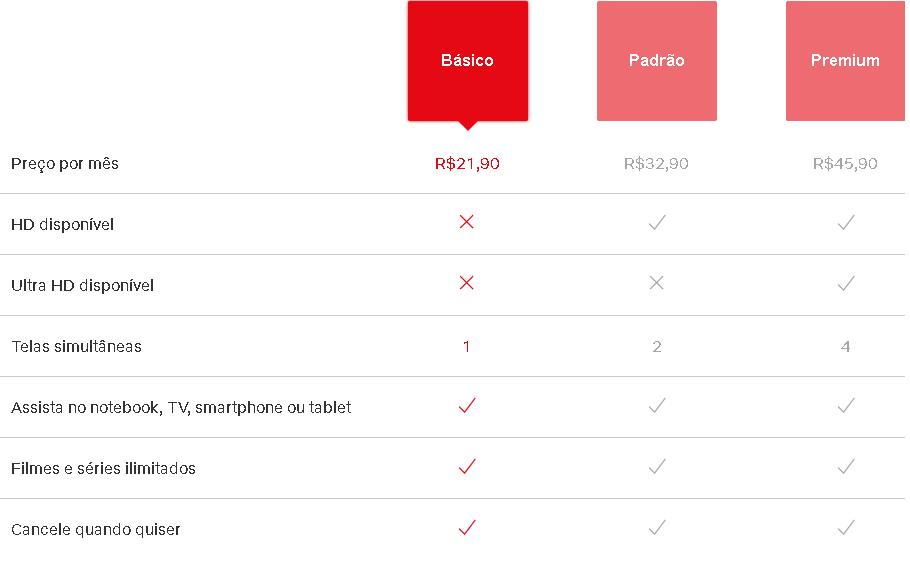 Básico Padrão Premium
Preço por mês R$21,90 R$32,90 R$45,90
HD disponível
Ultra HD disponível
Telas simultâneas 1 2 4
Assista no notebook, TV, smartphone ou tablet
Filmes e séries ilimitados
Cancele quando quiser